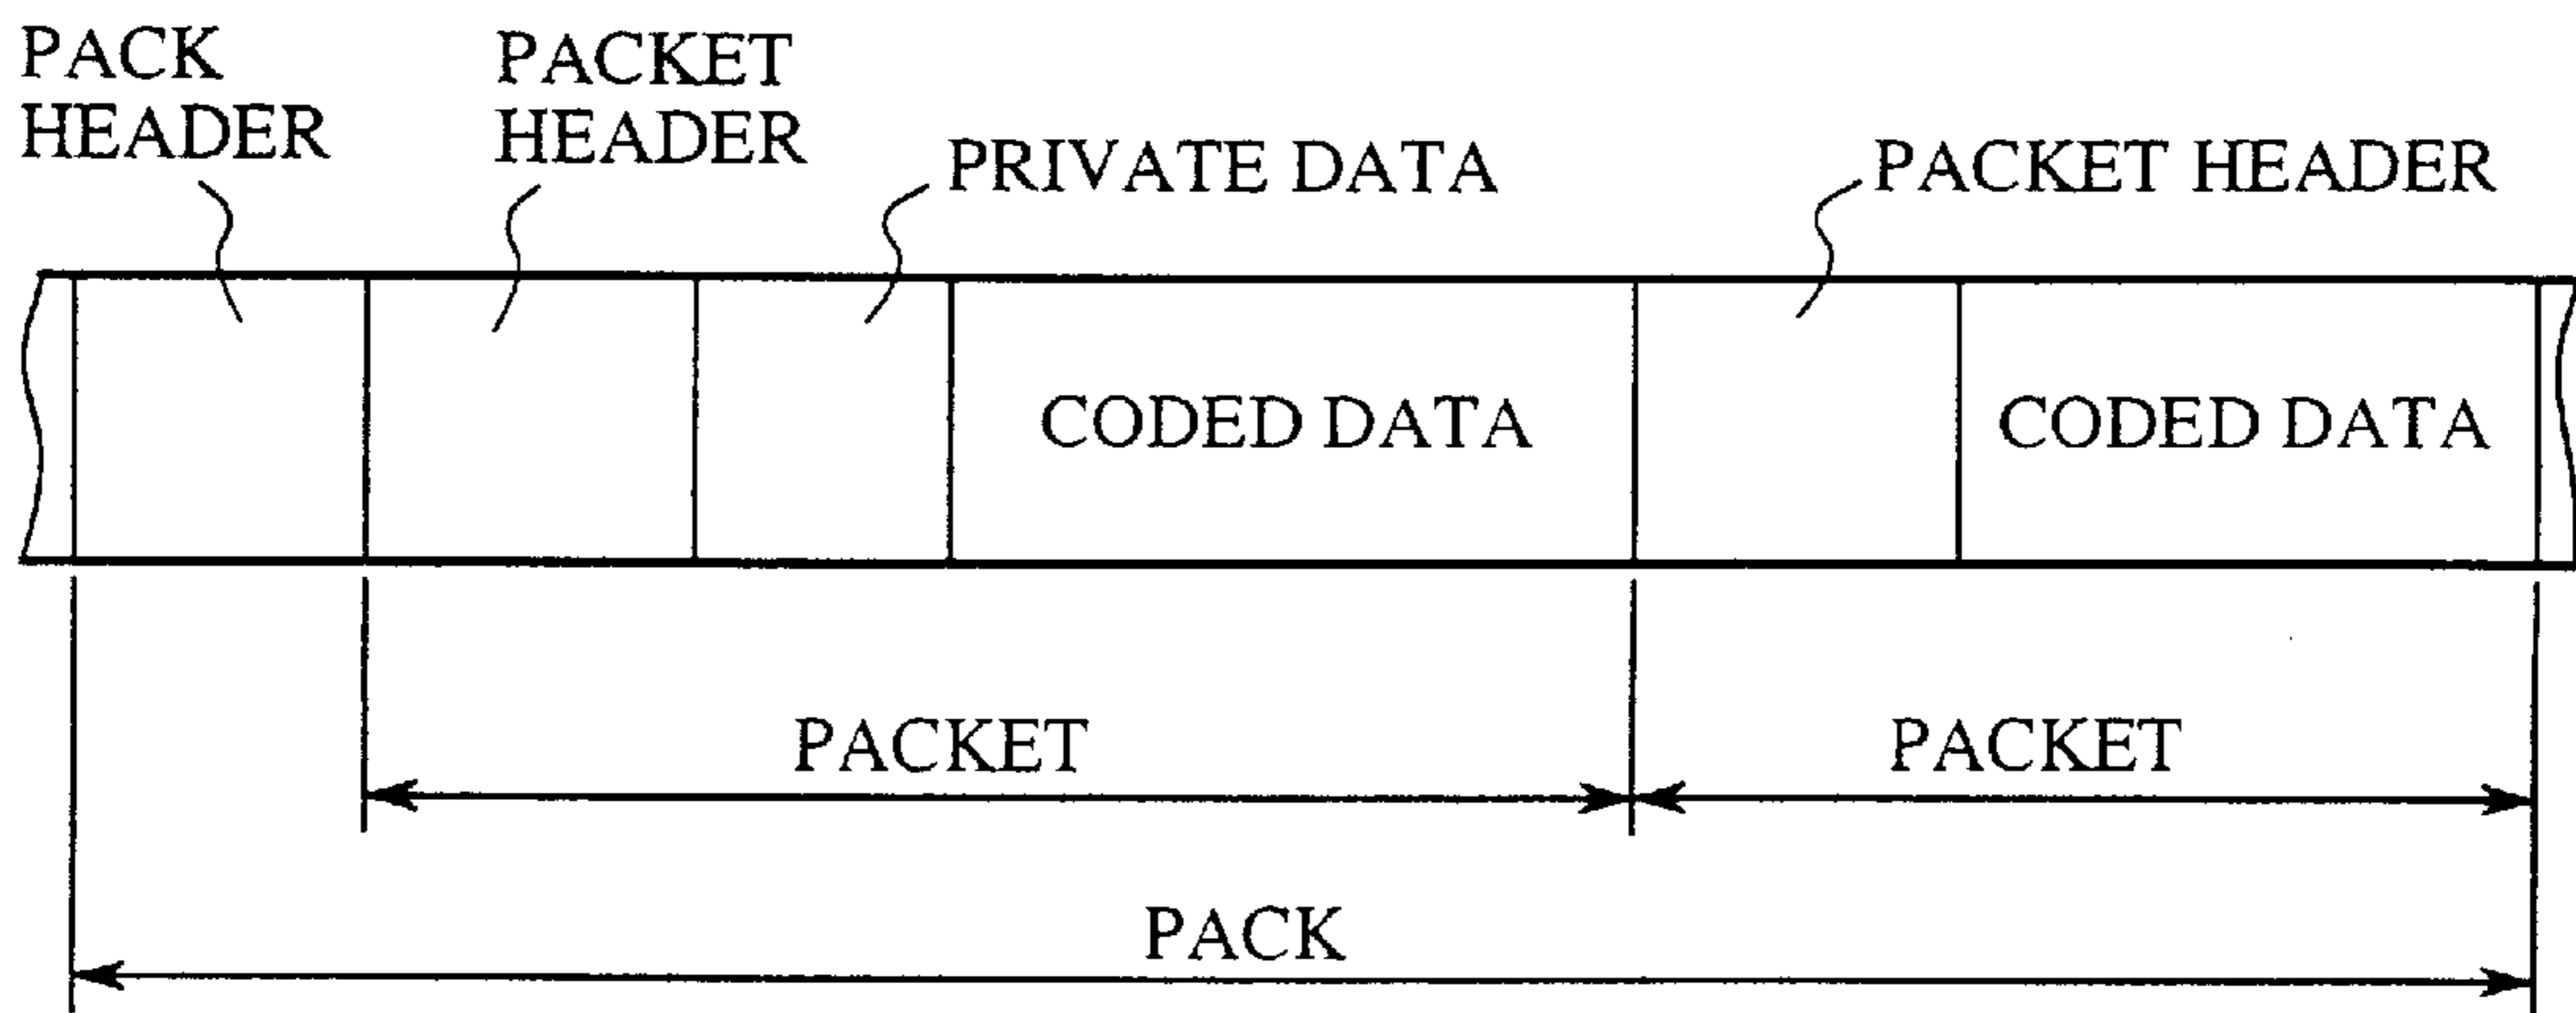 PACK
HEADER
PACKET
HEADER
PRIVATE DATA
PACKET HEADER
CODED DATA
CODED DATA
PACKET
PACKET
PACK